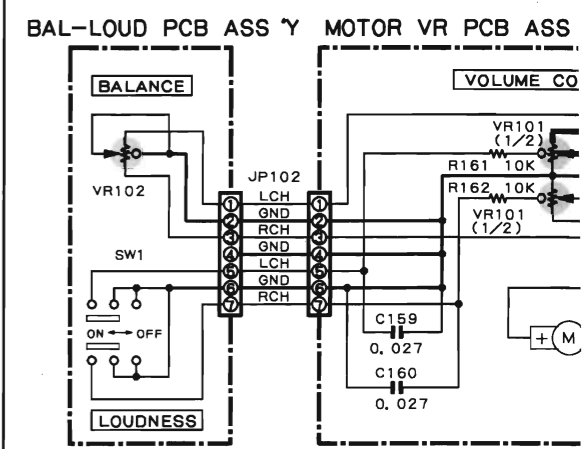 BAL-LOUD PCB ASS'Y MOTOR VR PCB ASS
BALANCE
VOLUME CO
VR101
(1/2)
R161 10K
JP102
VR102
R162 10K
LCH
1 1
GND
2 2
VR101
(1/2)
RCH
3 3
GND
4 4
SW1
LCH
5 5
GND
6 6
RCH
7 7
C159
0.027
ON ↔ OFF
+ M
C160
0.027
LOUDNESS